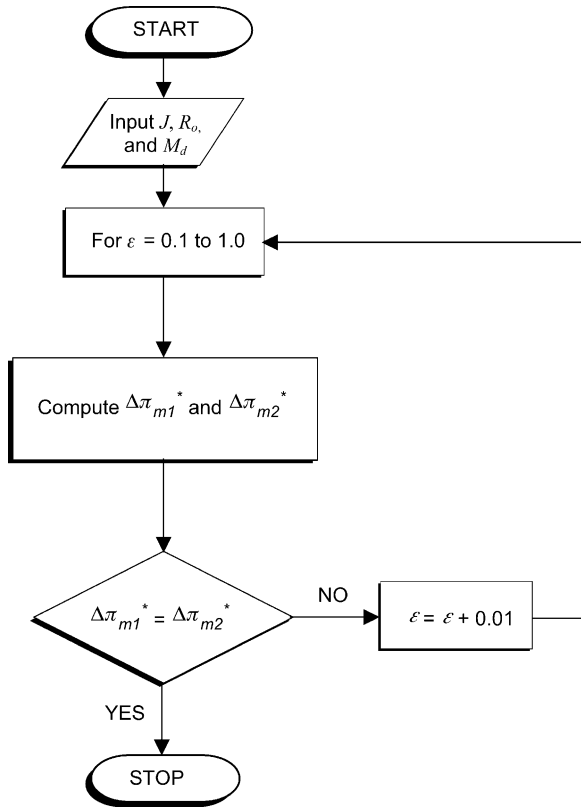 START
Input J, Ro,
and Md
For ε = 0.1 to 1.0
Compute Δπm1* and Δπm2*
Δπm1* = Δπm2*
NO
ε = ε + 0.01
YES
STOP